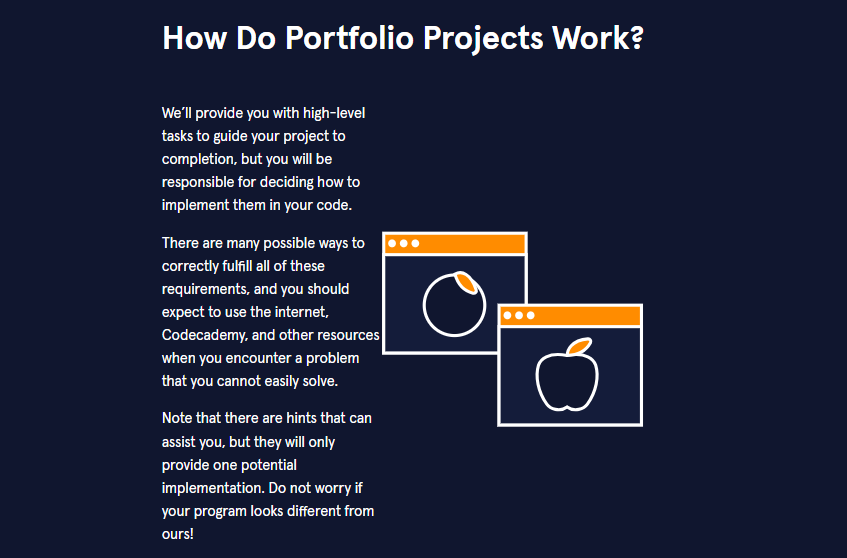 How Do Portfolio Projects Work?
We'll provide you with high-level
tasks to guide your project to
completion, but you will be
responsible for deciding how to
implement them in your code.
There are many possible ways to
correctly fulfill all of these
requirements, and you should
expect to use the internet,
Codecademy, and other resources
when you encounter a problem
that you cannot easily solve.
Note that there are hints that can
assist you, but they will only
provide one potential
implementation. Do not worry if
your program looks different from
ours!